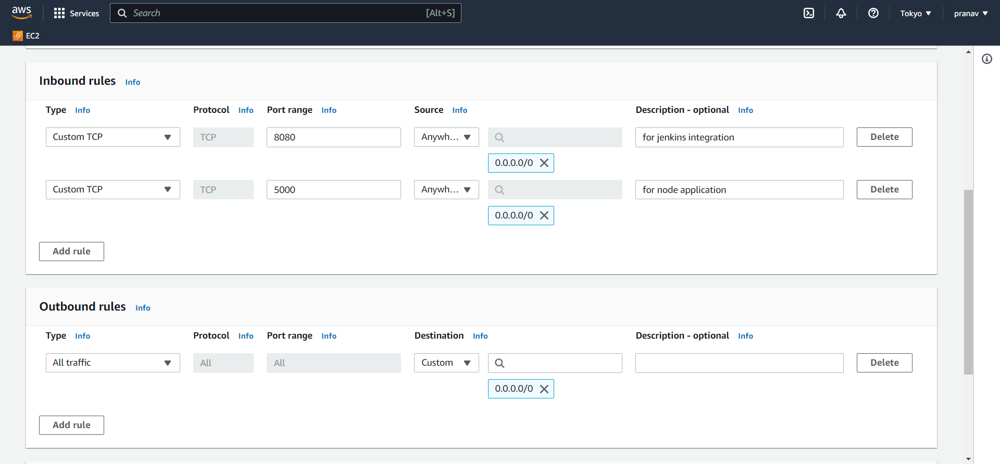 aws Services Search [Alt+S] Tokyo pranav
EC2
Inbound rules Info
Type Info Protocol Info Port range Info Source Info Description - optional Info
Custom TCP TCP 8080 Anywh... for jenkins integration Delete
0.0.0.0/0
Custom TCP TCP 5000 Anywh... for node application Delete
0.0.0.0/0
Add rule
Outbound rules Info
Type Info Protocol Info Port range Info Destination Info Description - optional Info
All traffic All All Custom Delete
0.0.0.0/0
Add rule